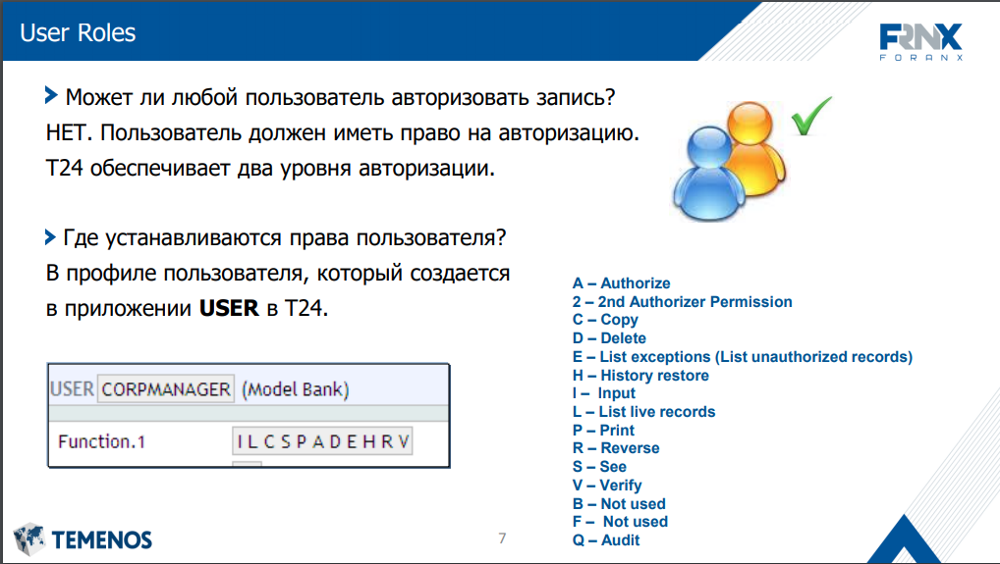 User Roles
FRNX
FORANX
Может ли любой пользователь авторизовать запись?
НЕТ. Пользователь должен иметь право на авторизацию.
T24 обеспечивает два уровня авторизации.
Где устанавливаются права пользователя?
В профиле пользователя, который создается
в приложении USER в T24.
USER CORPMANAGER (Model Bank)
Function.1 I L C S P A D E H R V
A – Authorize
2 – 2nd Authorizer Permission
C – Copy
D – Delete
E – List exceptions (List unauthorized records)
H – History restore
I – Input
L – List live records
P – Print
R – Reverse
S – See
V – Verify
B – Not used
F – Not used
Q – Audit
TEMENOS
7